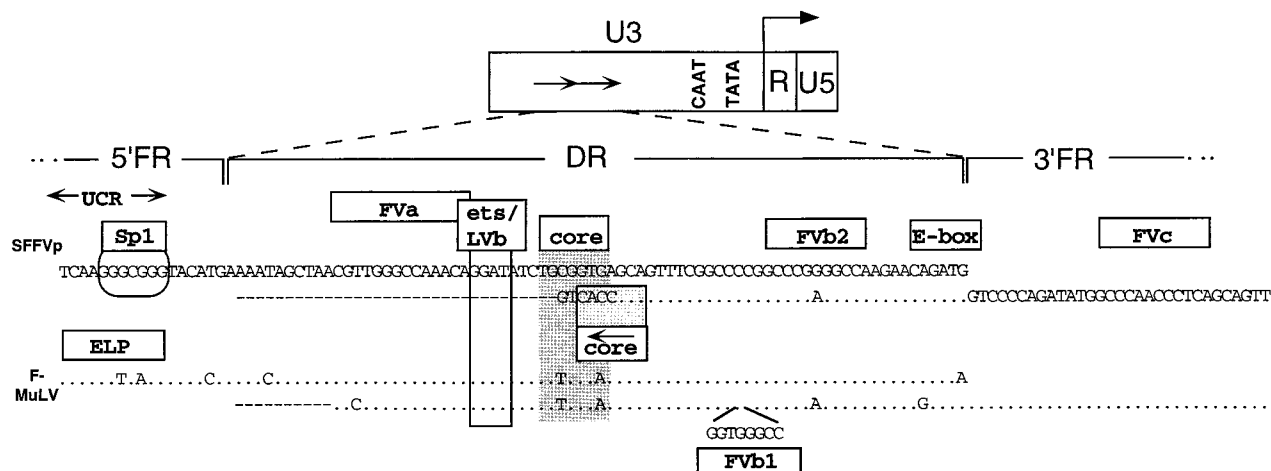 U3
CAAT
TATA
R
U5
·· 5'FR DR 3'FR ··
UCR
FVa
ets/
LVb
Sp1 core FVb2 E-box FVc
SFFVp
TCAAGGGCGGGTACATGAAAATAGCTAACGTTGGGCCAAACAGGATATCTGCGGTGAGCAGTTTCGGCCCCGGCCCGGGGCCAAGAACAGATG
---------------------------------GTCACC....................A...............GTCCCCAGATATGGCCCAACCCTCAGCAGTT
core
ELP
F-
MuLV
......T.A......C.....C.............................T...A....................................A
----------.C....................T...A.....................A..........G...................................
GGTGGGCC
FVb1